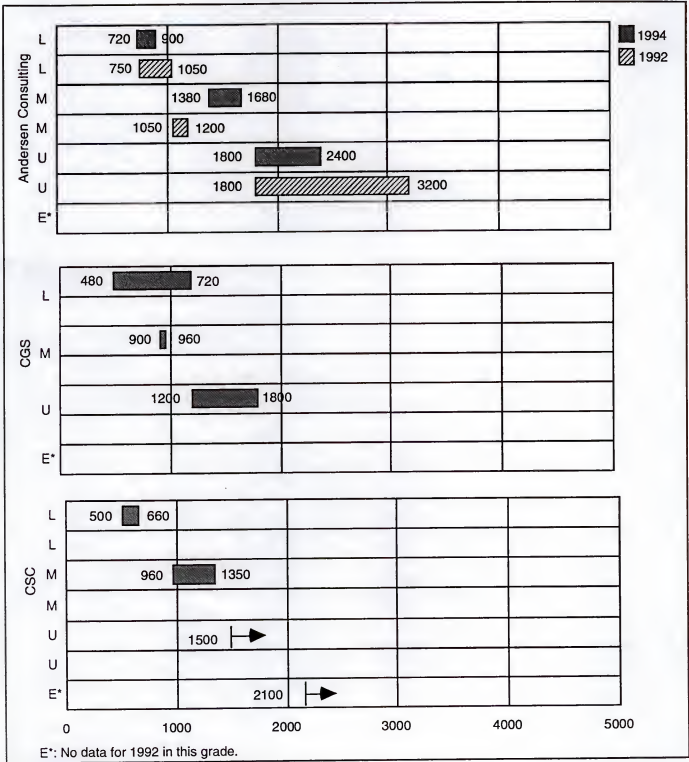 L 720 900 1994
L 750 1050 1992
M 1380 1680
M 1050 1200
U 1800 2400
U 1800 3200
E*
Andersen Consulting
L 480 720
M 900 960
U 1200 1800
E*
CGS
L 500 660
L
M 960 1350
M
U 1500
U
E* 2100
CSC
0 1000 2000 3000 4000 5000
E*: No data for 1992 in this grade.